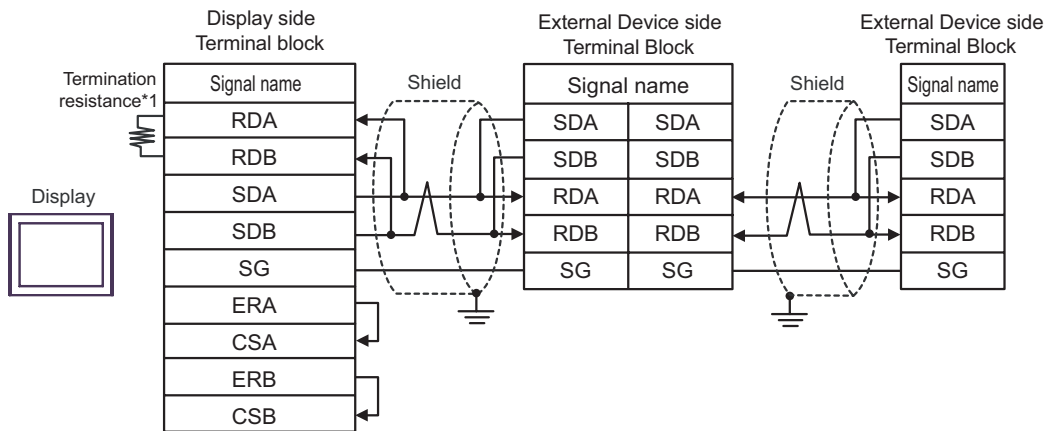 Display side
Terminal block
External Device side
Terminal Block
External Device side
Terminal Block
Termination
resistance*1
Signal name
Shield
Signal name
Shield
Signal name
RDA
SDA
SDA
SDA
RDB
SDB
SDB
SDB
Display
SDA
RDA
RDA
RDA
SDB
RDB
RDB
RDB
SG
SG
SG
SG
ERA
CSA
ERB
CSB